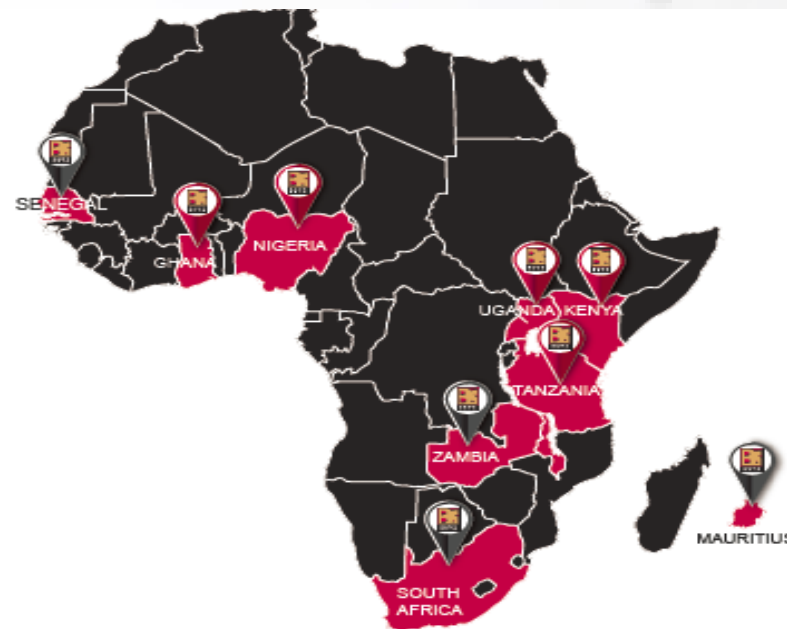 SENEGAL
GHANA
NIGERIA
UGANDA
KENYA
TANZANIA
ZAMBIA
MAURITIUS
SOUTH
AFRICA